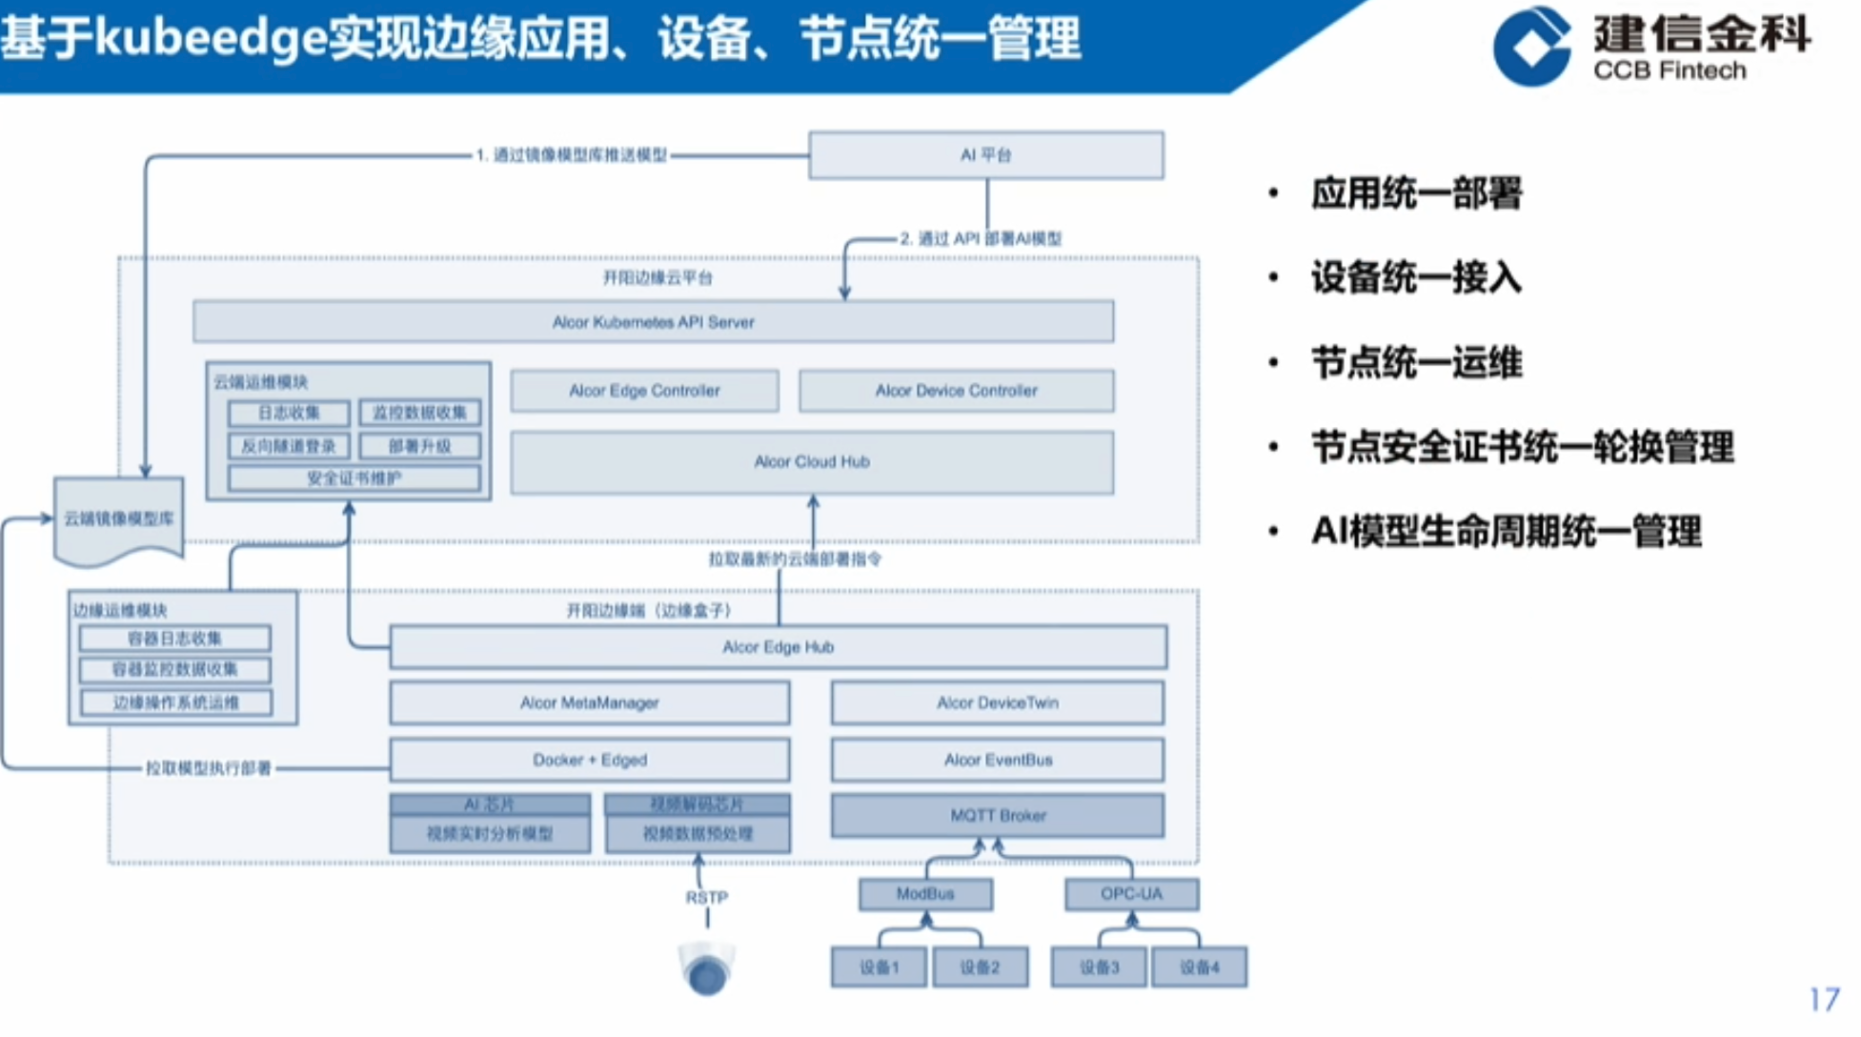 基于kubeedge实现边缘应用、设备、节点统一管理
建信金科
CCB Fintech
1. 通过镜像模型库推送模型
AI 平台
2. 通过 API 部署AI模型
开阳边缘云平台
Alcor Kubernetes API Server
云端运维模块
日志收集
监控数据收集
反向隧道登录
部署升级
安全证书维护
Alcor Edge Controller
Alcor Device Controller
Alcor Cloud Hub
云端镜像模型库
拉取最新的云端部署指令
边缘运维模块
容器日志收集
容器监控数据收集
边缘操作系统运维
开阳边缘端（边缘盒子）
Alcor Edge Hub
Alcor MetaManager
Alcor DeviceTwin
Docker + Edged
Alcor EventBus
拉取模型执行部署
AI 芯片
视频解码芯片
视频实时分析模型
视频数据预处理
MQTT Broker
RSTP
ModBus
OPC-UA
设备1
设备2
设备3
设备4
• 应用统一部署
• 设备统一接入
• 节点统一运维
• 节点安全证书统一轮换管理
• AI模型生命周期统一管理
17